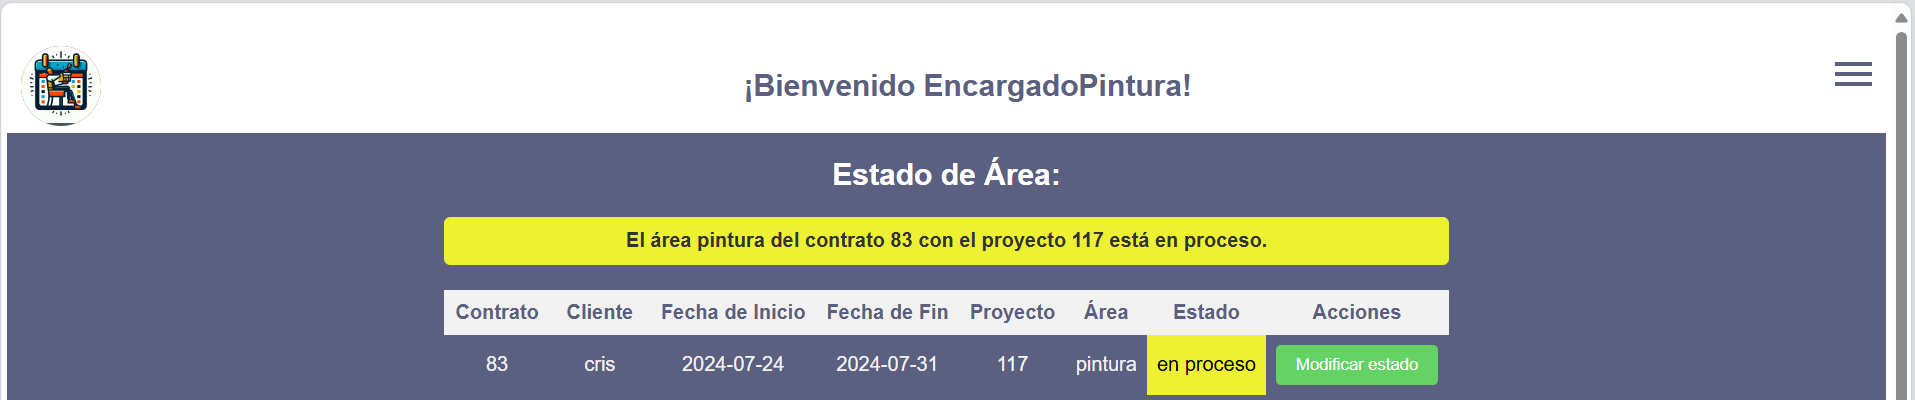 ¡Bienvenido EncargadoPintura!
Estado de Área:
El área pintura del contrato 83 con el proyecto 117 está en proceso.
Contrato Cliente Fecha de Inicio Fecha de Fin Proyecto Área Estado Acciones
83 cris 2024-07-24 2024-07-31 117 pintura en proceso Modificar estado